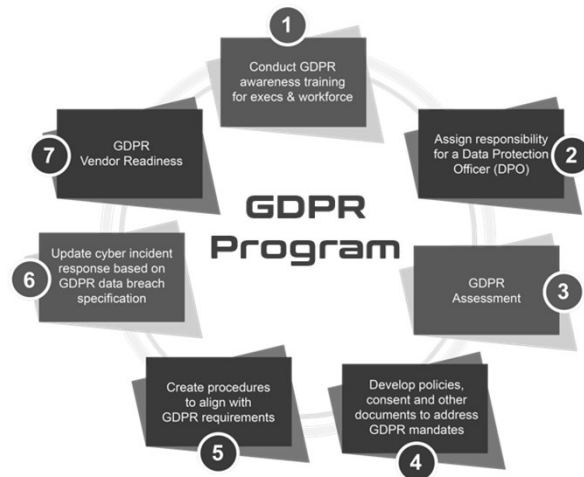 1
Conduct GDPR
awareness training
for execs & workforce
2
Assign responsibility
for a Data Protection
Officer (DPO)
3
GDPR
Assessment
4
Develop policies,
consent and other
documents to address
GDPR mandates
5
Create procedures
to align with
GDPR requirements
6
Update cyber incident
response based on
GDPR data breach
specification
7
GDPR
Vendor Readiness
GDPR
Program